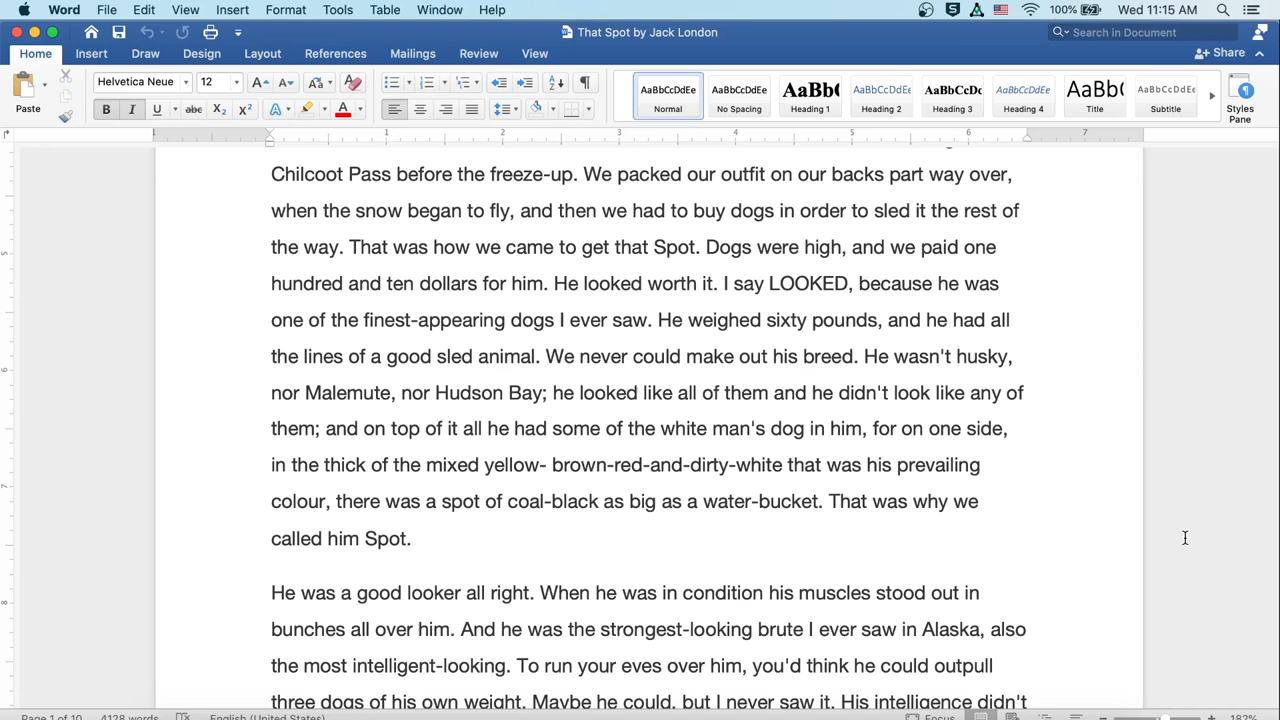 Word File Edit View Insert Format Tools Table Window Help 100% Wed 11:15 AM
That Spot by Jack London Search in Document
Home Insert Draw Design Layout References Mailings Review View Share
Paste Helvetica Neue 12 AaBbCcDdEe AaBbCcDdEe AaBb( AaBbCcDdEe AaBbCcDc AaBbCcDdEe AaBb( AaBbCcDdEe
B I U abc X2 X2 A A Normal No Spacing Heading 1 Heading 2 Heading 3 Heading 4 Title Subtitle Styles Pane
1 1 2 3 4 5 6 7
Chilcoot Pass before the freeze-up. We packed our outfit on our backs part way over,
when the snow began to fly, and then we had to buy dogs in order to sled it the rest of
the way. That was how we came to get that Spot. Dogs were high, and we paid one
hundred and ten dollars for him. He looked worth it. I say LOOKED, because he was
one of the finest-appearing dogs I ever saw. He weighed sixty pounds, and he had all
the lines of a good sled animal. We never could make out his breed. He wasn't husky,
nor Malemute, nor Hudson Bay; he looked like all of them and he didn't look like any of
them; and on top of it all he had some of the white man's dog in him, for on one side,
in the thick of the mixed yellow- brown-red-and-dirty-white that was his prevailing
colour, there was a spot of coal-black as big as a water-bucket. That was why we
called him Spot.
He was a good looker all right. When he was in condition his muscles stood out in
bunches all over him. And he was the strongest-looking brute I ever saw in Alaska, also
the most intelligent-looking. To run your eyes over him, you'd think he could outpull
three dogs of his own weight. Maybe he could, but I never saw it. His intelligence didn't
Page 1 of 10 4128 words English (United States) Focus 182%